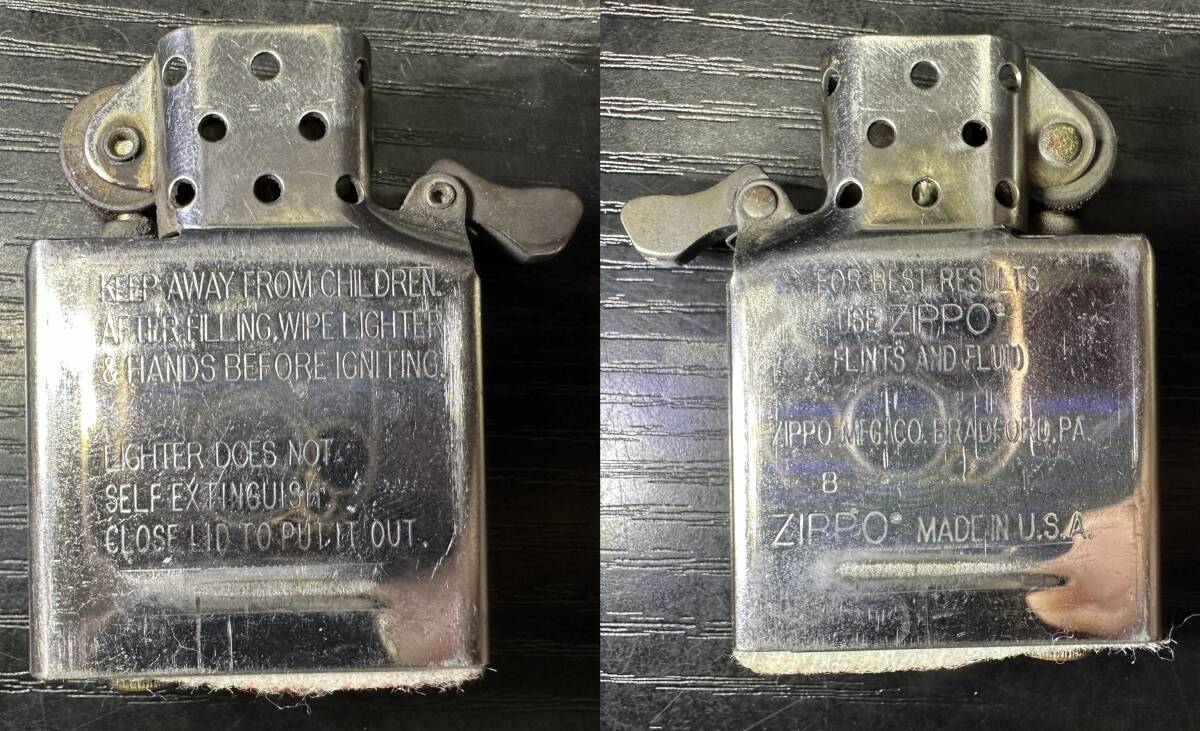 KEEP AWAY FROM CHILDREN.
AFTER FILLING, WIPE LIGHTER
& HANDS BEFORE IGNITING.
LIGHTER DOES NOT
SELF EXTINGUISH
CLOSE LID TO PUT IT OUT.
FOR BEST RESULTS
USE ZIPPO®
FLINTS AND FLUID
ZIPPO MFG. CO. BRADFORD, PA.
B
ZIPPO® MADE IN U.S.A.